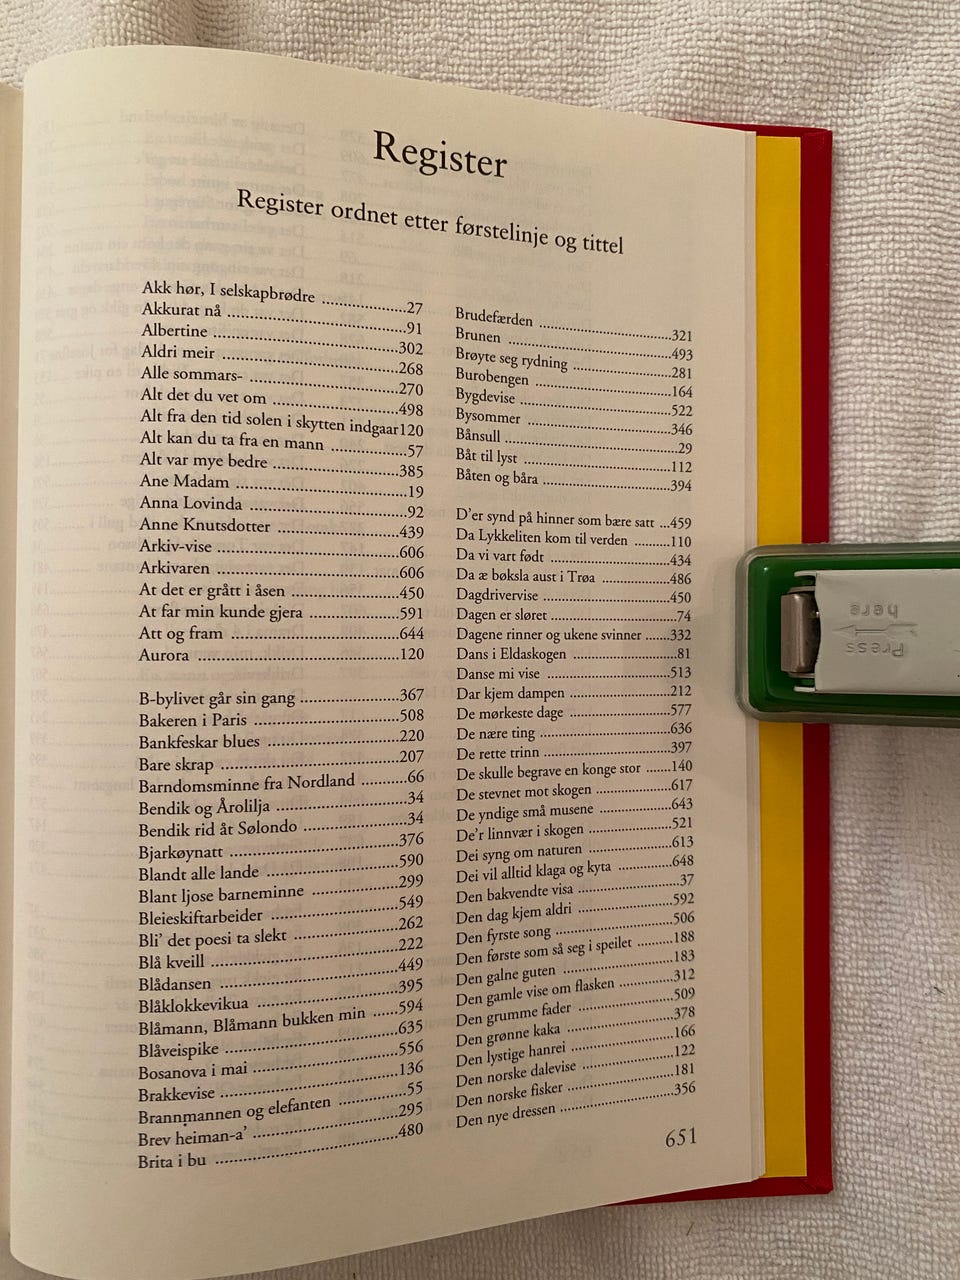 Register
Register ordnet etter førstelinje og tittel
Akk hør, I selskapbrødre ..................27
Akkurat nå ..................91
Albertine ..................302
Aldri meir ..................268
Alle sommars- ..................270
Alt det du vet om ..................498
Alt fra den tid solen i skytten indgaar120
Alt kan du ta fra en mann ..................57
Alt var mye bedre ..................385
Ane Madam ..................19
Anna Lovinda ..................92
Anne Knutsdotter ..................439
Arkiv-vise ..................606
Arkivaren ..................606
At det er grått i åsen ..................450
At far min kunde gjera ..................591
Att og fram ..................644
Aurora ..................120
B-bylivet går sin gang ..................367
Bakeren i Paris ..................508
Bankfeskar blues ..................220
Bare skrap ..................207
Barndomsminne fra Nordland ..........66
Bendik og Årolilja ..................34
Bendik rid åt Sølondo ..................34
Bjarkøynatt ..................376
Blandt alle lande ..................590
Blant ljose barneminne ..................299
Bleieskiftarbeider ..................549
Bli' det poesi ta slekt ..................262
Blå kveill ..................222
Blådansen ..................449
Blåklokkevikua ..................395
Blåmann, Blåmann bukken min ......594
Blåveispike ..................635
Bosanova i mai ..................556
Brakkevise ..................136
Brannmannen og elefanten ..................55
Brev heiman-a' ..................295
Brita i bu ..................480
Brudefærden ..................321
Brunen ..................493
Brøyte seg rydning ..................281
Burobengen ..................164
Bygdevise ..................522
Bysommer ..................346
Bånsull ..................29
Båt til lyst ..................112
Båten og båra ..................394
D'er synd på hinner som bære satt ...459
Da Lykkeliten kom til verden ..........110
Da vi vart født ..................434
Da æ bøksla aust i Trøa ..................486
Dagdrivervise ..................450
Dagen er sløret ..................74
Dagene rinner og ukene svinner ......332
Dans i Eldaskogen ..................81
Danse mi vise ..................513
Dar kjem dampen ..................212
De mørkeste dage ..................577
De nære ting ..................636
De rette trinn ..................397
De skulle begrave en konge stor ......140
De stevnet mot skogen ..................617
De yndige små musene ..................643
De'r linnvær i skogen ..................521
Dei syng om naturen ..................613
Dei vil alltid klaga og kyta ..................648
Den bakvendte visa ..................37
Den dag kjem aldri ..................592
Den fyrste song ..................506
Den første som så seg i speilet .........188
Den galne guten ..................183
Den gamle vise om flasken ..............312
Den grumme fader ..................509
Den grønne kaka ..................378
Den lystige hanrei ..................166
Den norske dalevise ..................122
Den norske fisker ..................181
Den nye dressen ..................356
651
Press
here